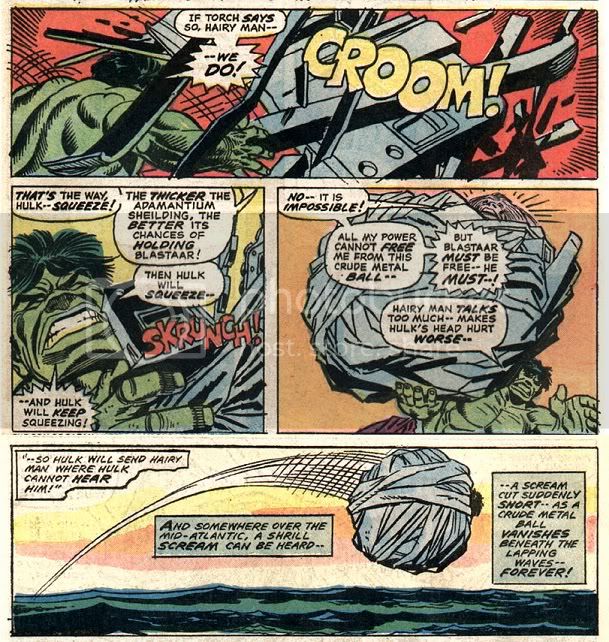 IF TORCH SAYS
SO, HAIRY MAN--
--WE
DO!
CROOM!
THAT'S THE WAY,
HULK--SQUEEZE!
THE THICKER THE
ADAMANTIUM
SHEILDING, THE
BETTER ITS
CHANCES OF
HOLDING
BLASTAAR!
THEN HULK
WILL
SQUEEZE--
SKRUNCH!
--AND HULK
WILL KEEP
SQUEEZING!
NO-- IT IS
IMPOSSIBLE!
ALL MY POWER
CANNOT FREE
ME FROM THIS
CRUDE METAL
BALL--
BUT
BLASTAAR
MUST BE
FREE-- HE
MUST--!
HAIRY MAN TALKS
TOO MUCH-- MAKES
HULK'S HEAD HURT
WORSE--
"--SO HULK WILL SEND HAIRY
MAN WHERE HULK
CANNOT HEAR
HIM!"
AND SOMEWHERE OVER THE
MID-ATLANTIC, A SHRILL
SCREAM CAN BE HEARD--
--A SCREAM
CUT SUDDENLY
SHORT-- AS A
CRUDE METAL
BALL
VANISHES
BENEATH THE
LAPPING
WAVES--
FOREVER!